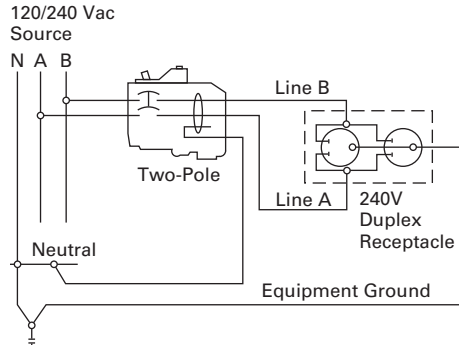 120/240 Vac
Source
N A B
Line B
Two-Pole
Line A
240V
Duplex
Receptacle
Neutral
Equipment Ground